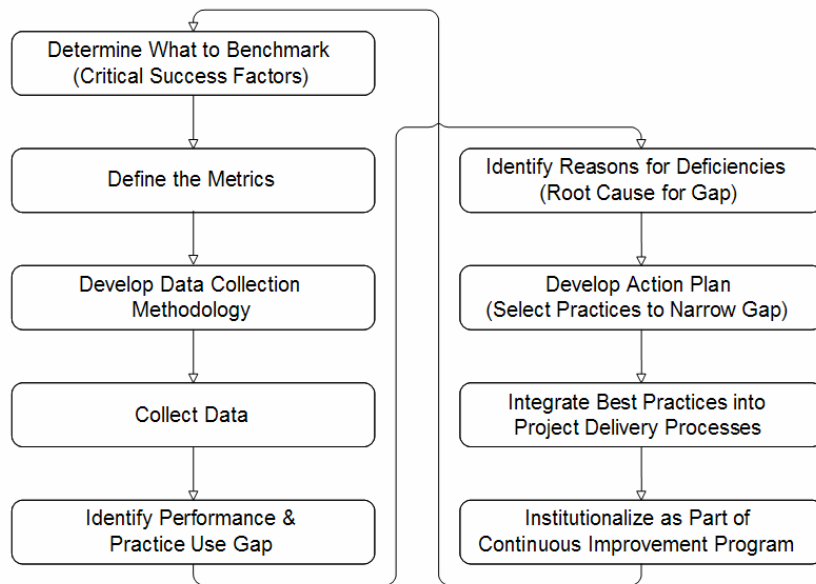 Determine What to Benchmark
(Critical Success Factors)
Define the Metrics
Develop Data Collection
Methodology
Collect Data
Identify Performance &
Practice Use Gap
Identify Reasons for Deficiencies
(Root Cause for Gap)
Develop Action Plan
(Select Practices to Narrow Gap)
Integrate Best Practices into
Project Delivery Processes
Institutionalize as Part of
Continuous Improvement Program